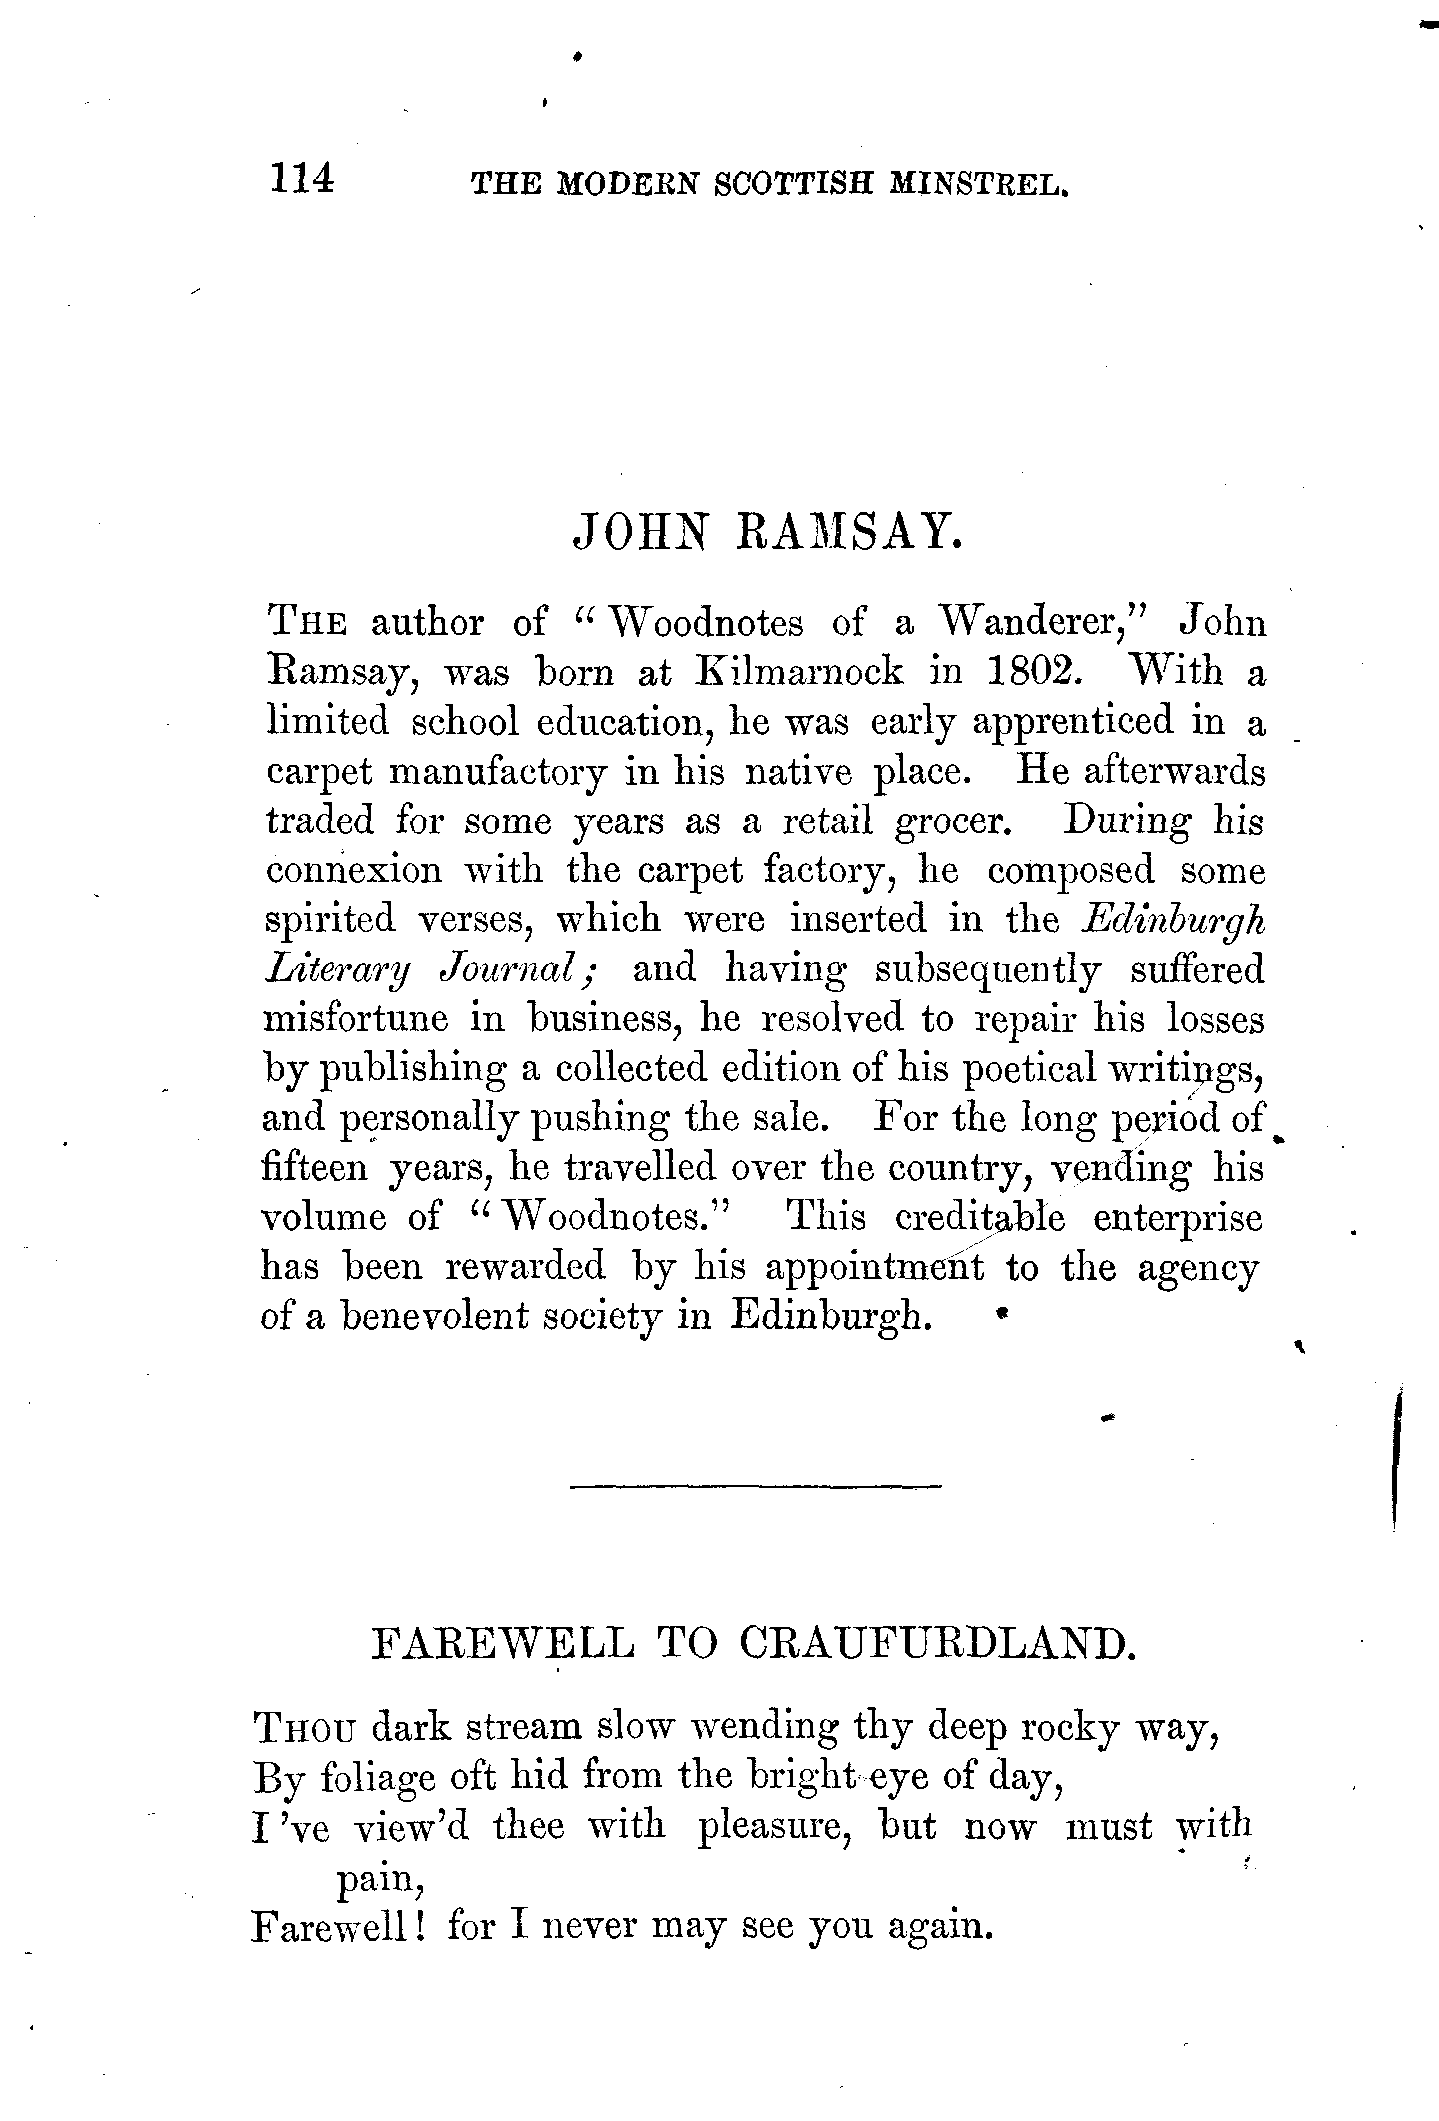 114 THE MODERN SCOTTISH MINSTREL.
JOHN RAMSAY.
THE author of “Woodnotes of a Wanderer,” John
Ramsay, was born at Kilmarnock in 1802. With a
limited school education, he was early apprenticed in a
carpet manufactory in his native place. He afterwards
traded for some years as a retail grocer. During his
connexion with the carpet factory, he composed some
spirited verses, which were inserted in the Edinburgh
Literary Journal; and having subsequently suffered
misfortune in business, he resolved to repair his losses
by publishing a collected edition of his poetical writings,
and personally pushing the sale. For the long period of
fifteen years, he travelled over the country, vending his
volume of “Woodnotes.” This creditable enterprise
has been rewarded by his appointment to the agency
of a benevolent society in Edinburgh.
FAREWELL TO CRAUFURDLAND.
THOU dark stream slow wending thy deep rocky way,
By foliage oft hid from the bright eye of day,
I 've view'd thee with pleasure, but now must with
pain,
Farewell! for I never may see you again.